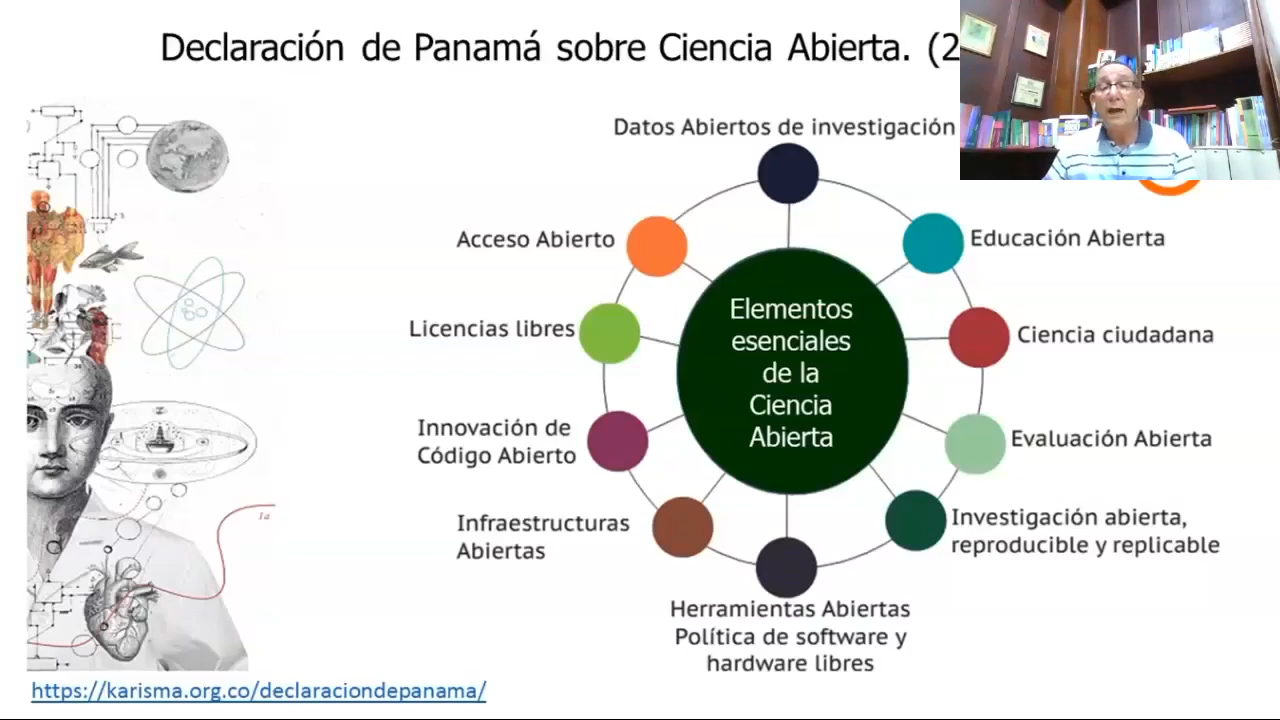 Declaración de Panamá sobre Ciencia Abierta. (2
Datos Abiertos de investigación
Acceso Abierto
Educación Abierta
Licencias libres
Ciencia ciudadana
Elementos
esenciales
de la
Ciencia
Abierta
Innovación de
Código Abierto
Evaluación Abierta
Infraestructuras
Abiertas
Investigación abierta,
reproducible y replicable
Herramientas Abiertas
Política de software y
hardware libres
https://karisma.org.co/declaraciondepanama/